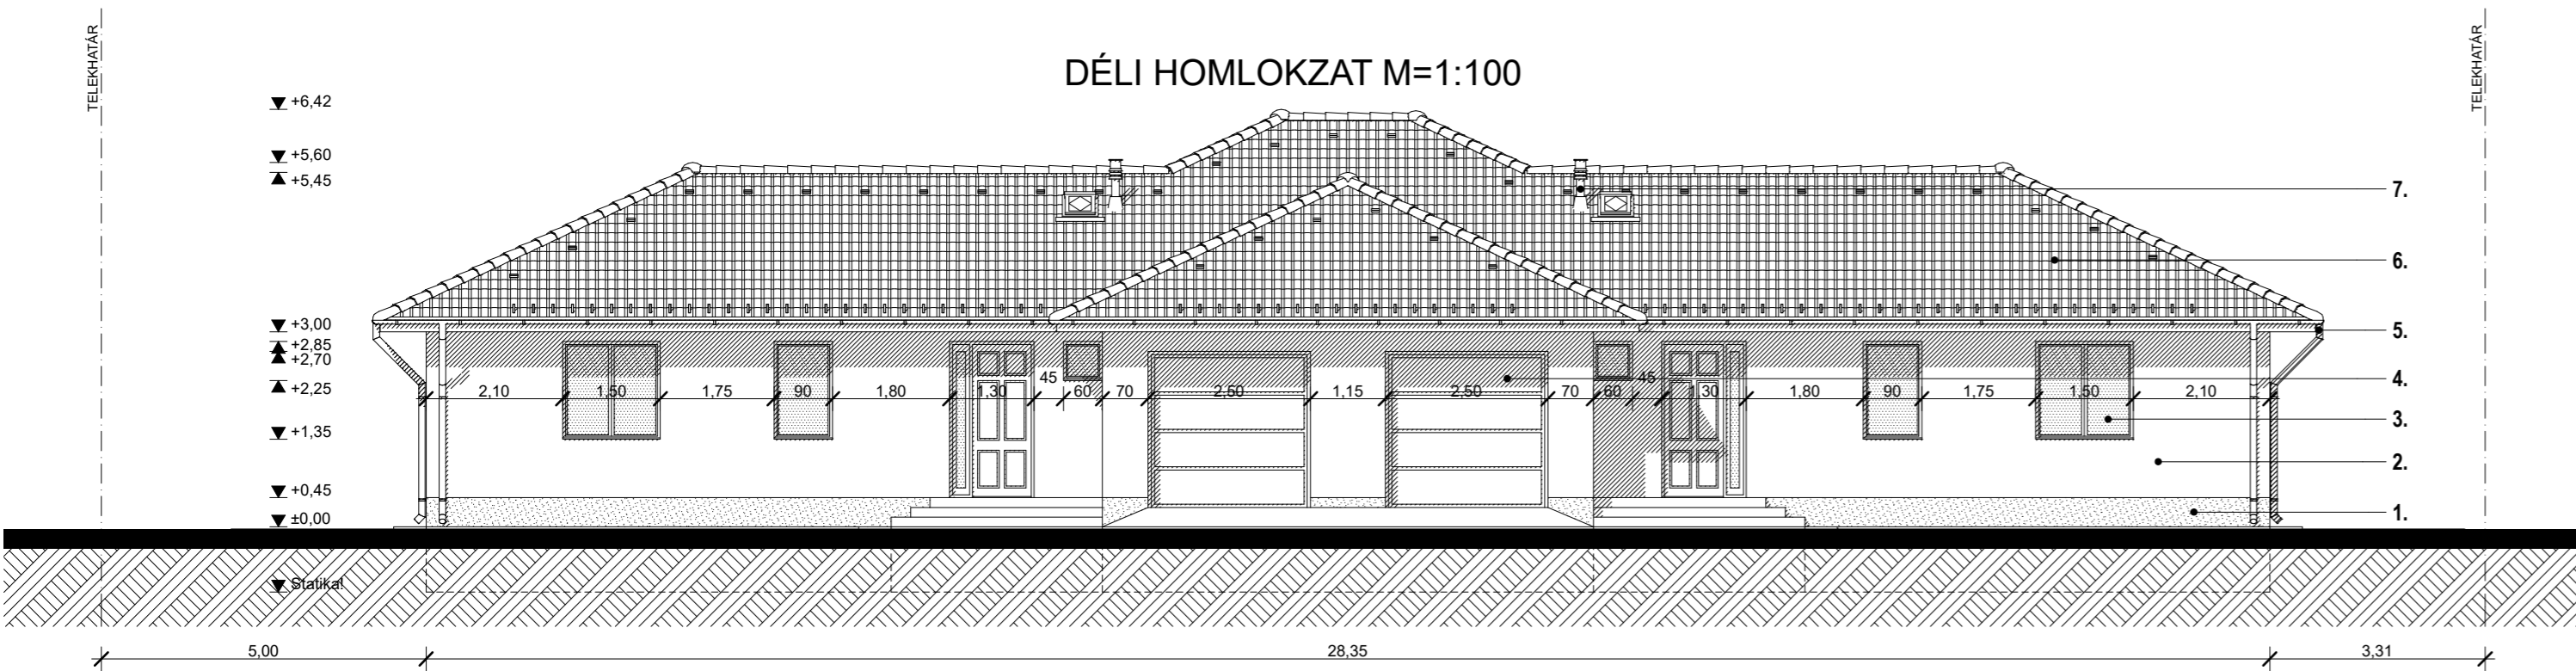 DÉLI HOMLOKZAT M=1:100
TELEKHATÁR
TELEKHATÁR
+6,42
+5,60
+5,45
+3,00
+2,85
+2,70
+2,25
+1,35
+0,45
±0,00
Statika!
7.
6.
5.
4.
3.
2.
1.
2,10 1,50 1,75 90 1,80 1,30 45 60 70 2,50 1,15 2,50 70 60 45 1,30 1,80 90 1,75 1,50 2,10
5,00 28,35 3,31